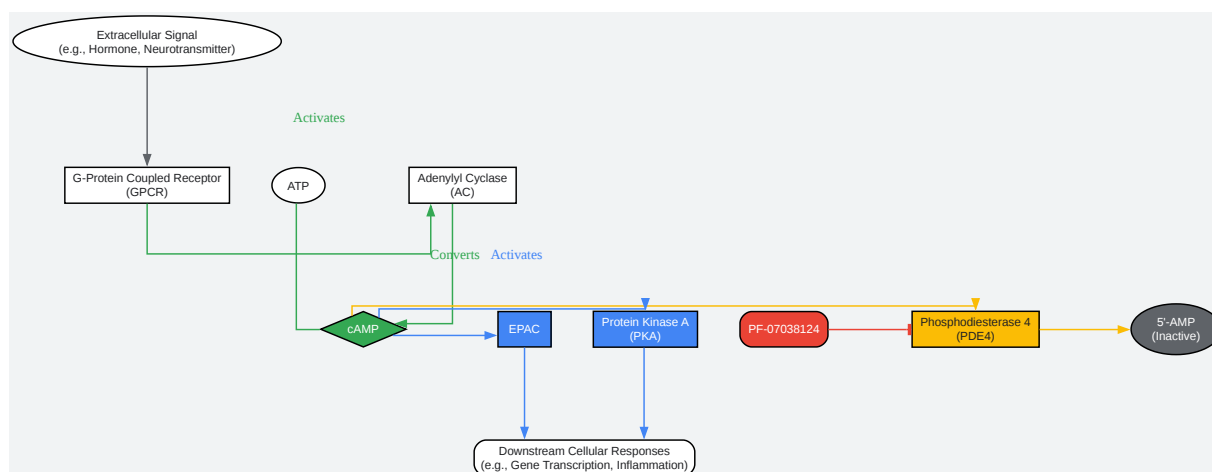 Extracellular Signal
(e.g., Hormone, Neurotransmitter)
Activates
G-Protein Coupled Receptor
(GPCR)
ATP
Adenylyl Cyclase
(AC)
Converts
Activates
cAMP
EPAC
Protein Kinase A
(PKA)
PF-07038124
Phosphodiesterase 4
(PDE4)
5'-AMP
(Inactive)
Downstream Cellular Responses
(e.g., Gene Transcription, Inflammation)